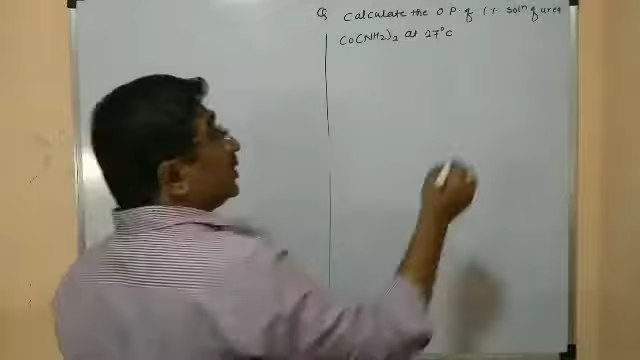 Q Calculate the O.P. of 1% soln of urea
CO(NH2)2 at 27°C